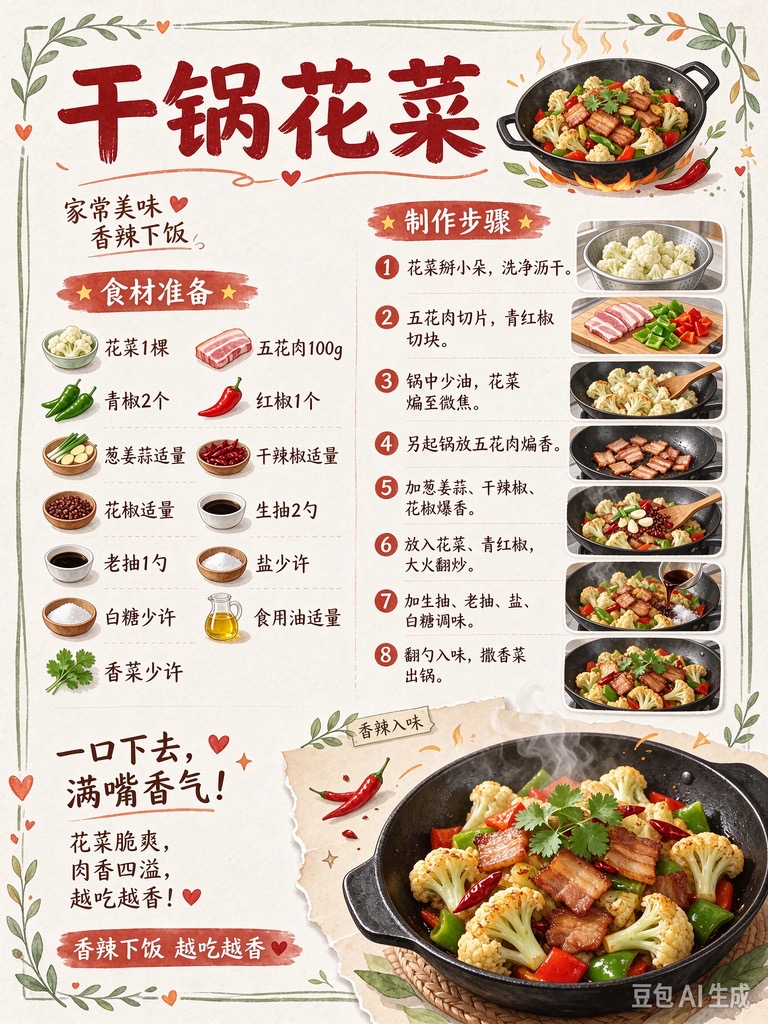 干锅花菜
家常美味
香辣下饭
食材准备
花菜1棵
五花肉100g
青椒2个
红椒1个
葱姜蒜适量
干辣椒适量
花椒适量
生抽2勺
老抽1勺
盐少许
白糖少许
食用油适量
香菜少许
制作步骤
1 花菜掰小朵，洗净沥干。
2 五花肉切片，青红椒
切块。
3 锅中少油，花菜
煸至微焦。
4 另起锅放五花肉煸香。
5 加葱姜蒜、干辣椒、
花椒爆香。
6 放入花菜、青红椒，
大火翻炒。
7 加生抽、老抽、盐、
白糖调味。
8 翻勺入味，撒香菜
出锅。
一口下去，
满嘴香气！
花菜脆爽，
肉香四溢，
越吃越香！
香辣下饭 越吃越香
香辣入味
豆包AI生成